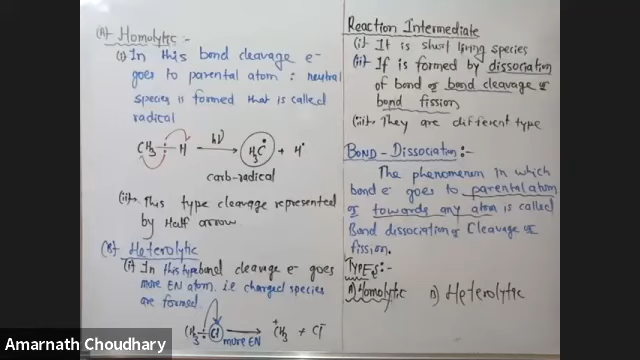 (A) Homolytic :-
(i) In this bond cleavage e⁻
goes to parental atom ∴ neutral
species is formed that is called
radical
CH₃ : H hν → H₃C• + H•
carb-radical
(ii) This type cleavage represented
by Half arrow.
(B) Heterolytic
(i) In this type bond cleavage e⁻ goes
more EN atom. i.e charged species
are formed
CH₃ : Cl → ⁺CH₃ + Cl⁻
more EN
Reaction Intermediate
(i) It is short living species
(ii) If is formed by dissociation
of bond or bond cleavage or
bond fission
(iii) They are different type
BOND - Dissociation :-
The phenomenon in which
bond e⁻ goes to parental atom
or towards any atom is called
Bond dissociation or Cleavage or
fission.
TYPES :-
A) Homolytic B) Heterolytic
Amarnath Choudhary